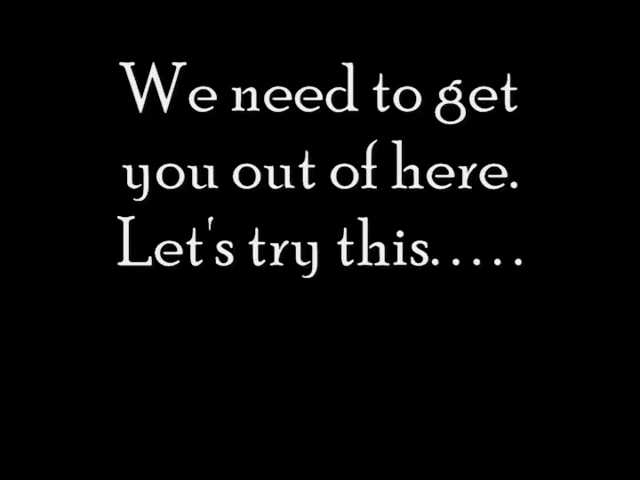 We need to get
you out of here.
Let's try this.....